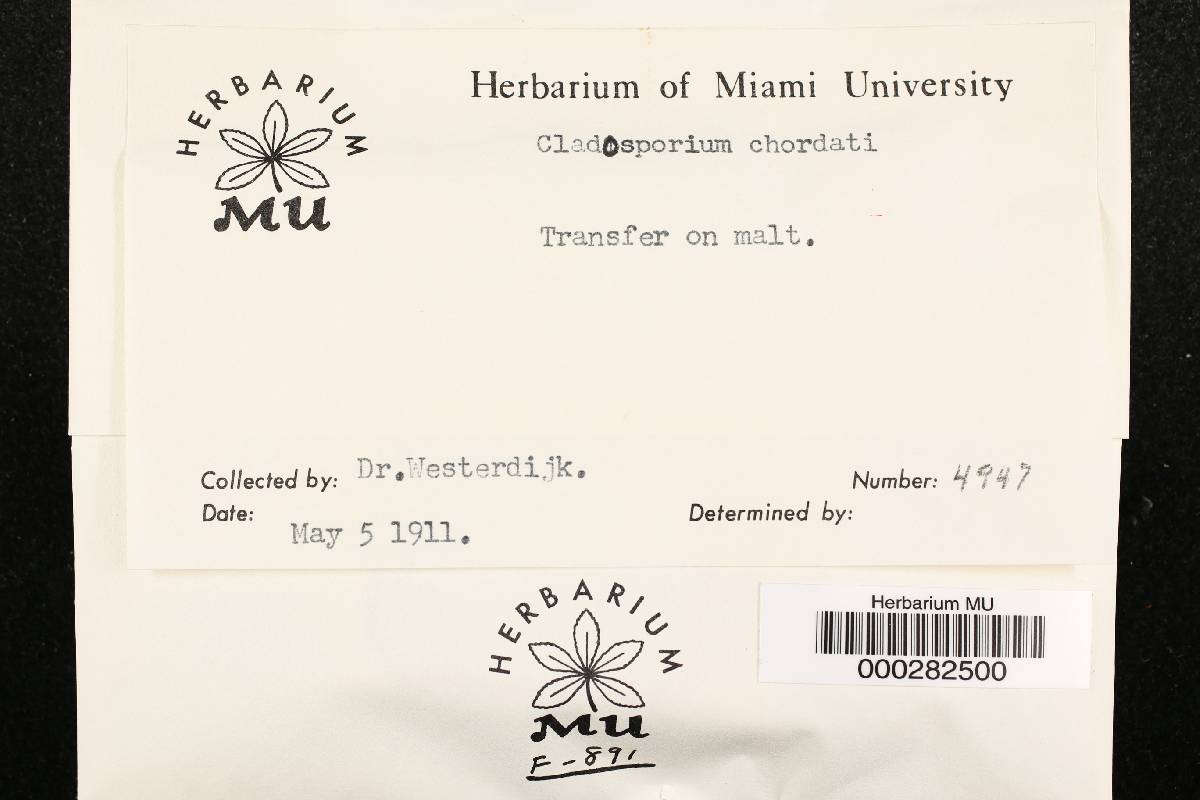 HERBARIUM
MU
Herbarium of Miami University
Cladosporium chordati
Transfer on malt.
Collected by: Dr.Westerdijk.
Number: 4947
Date: May 5 1911.
Determined by:
HERBARIUM
MU
F-891
Herbarium MU
000282500